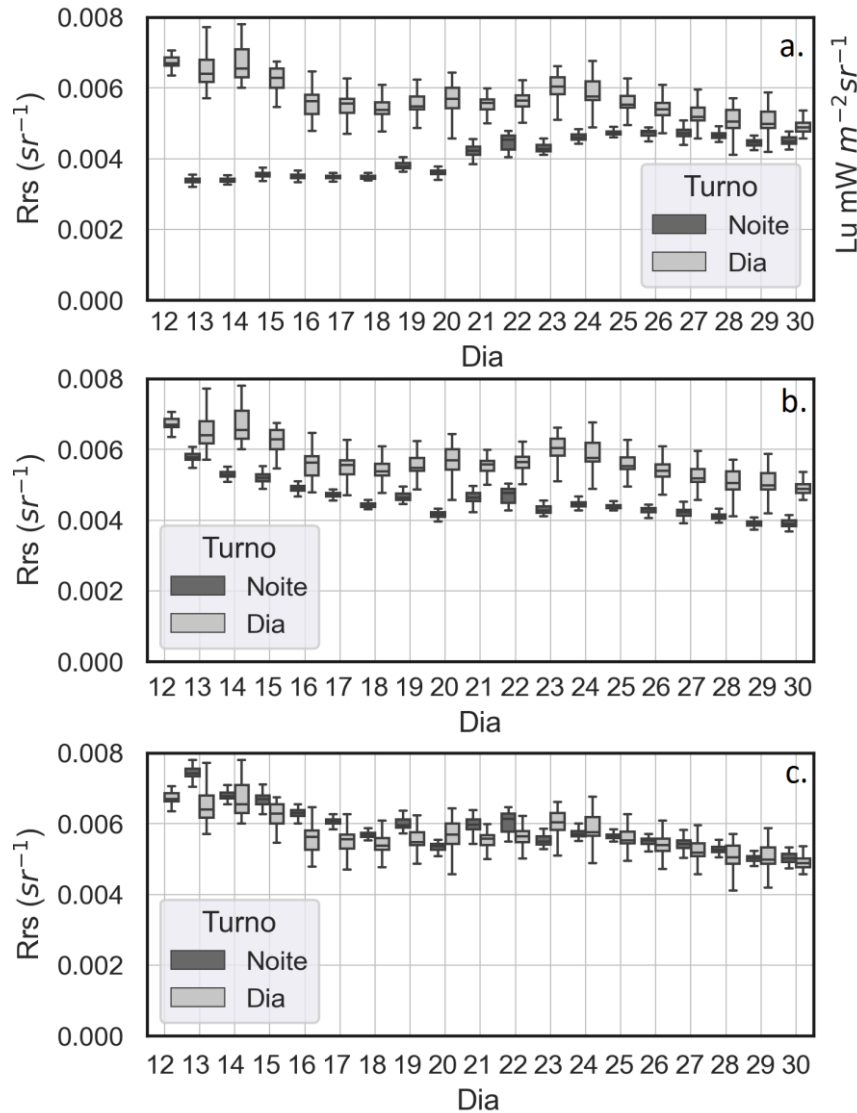 a.
0.008
0.006
0.004
0.002
0.000
Rrs (sr⁻¹)
Lu mW m⁻²sr⁻¹
Turno
Noite
Dia
12 13 14 15 16 17 18 19 20 21 22 23 24 25 26 27 28 29 30
Dia
b.
0.008
0.006
0.004
0.002
0.000
Rrs (sr⁻¹)
Turno
Noite
Dia
12 13 14 15 16 17 18 19 20 21 22 23 24 25 26 27 28 29 30
Dia
c.
0.008
0.006
0.004
0.002
0.000
Rrs (sr⁻¹)
Turno
Noite
Dia
12 13 14 15 16 17 18 19 20 21 22 23 24 25 26 27 28 29 30
Dia